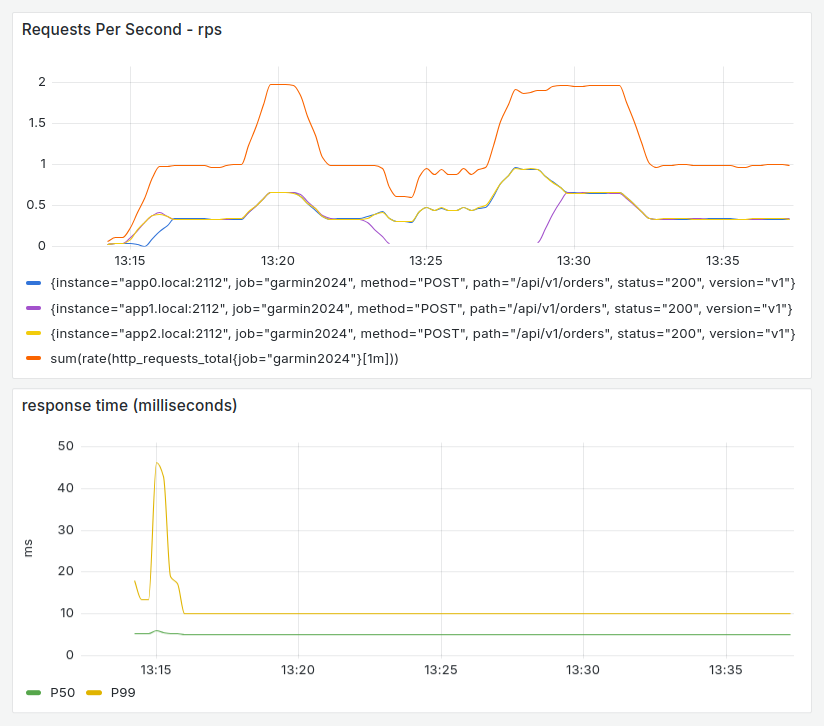 Requests Per Second - rps
2
1.5
1
0.5
0
13:15 13:20 13:25 13:30 13:35
{instance="app0.local:2112", job="garmin2024", method="POST", path="/api/v1/orders", status="200", version="v1"}
{instance="app1.local:2112", job="garmin2024", method="POST", path="/api/v1/orders", status="200", version="v1"}
{instance="app2.local:2112", job="garmin2024", method="POST", path="/api/v1/orders", status="200", version="v1"}
sum(rate(http_requests_total{job="garmin2024"}[1m]))
response time (milliseconds)
50
40
30
20
10
0
ms
13:15 13:20 13:25 13:30 13:35
P50 P99